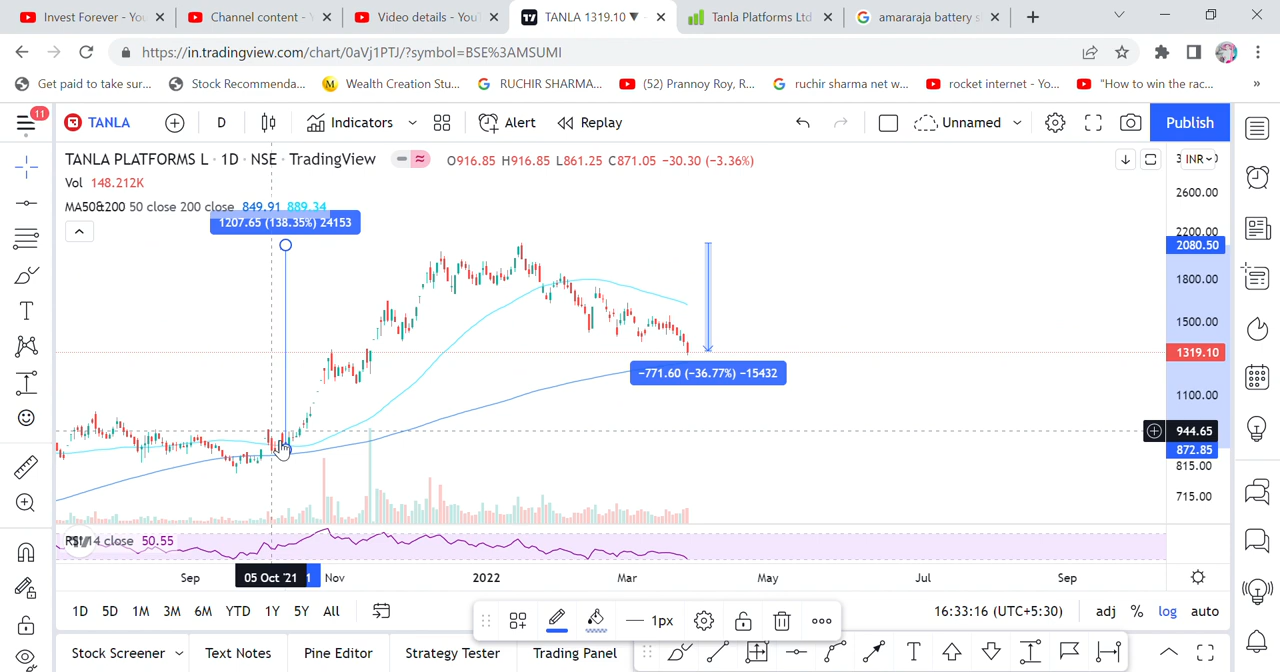 Invest Forever - You
Channel content -
Video details - You
TANLA 1319.10 ▼
Tanla Platforms Ltd
amararaja battery s
https://in.tradingview.com/chart/0aVj1PTJ/?symbol=BSE%3AMSUMI
Get paid to take sur...
Stock Recommenda...
Wealth Creation Stu...
RUCHIR SHARMA...
(52) Prannoy Roy, R...
ruchir sharma net w...
rocket internet - Yo...
"How to win the rac...
»
11
TANLA
D
Indicators
Alert
Replay
Unnamed
Publish
TANLA PLATFORMS L · 1D · NSE · TradingView
O916.85 H916.85 L861.25 C871.05 −30.30 (−3.36%)
INR
Vol 148.212K
MA50&200 50 close 200 close 849.91 889.34
1207.65 (138.35%) 24153
−771.60 (−36.77%) −15432
2600.00
2200.00
2080.50
1800.00
1500.00
1319.10
1100.00
944.65
872.85
815.00
715.00
RSI 14 close 50.55
Sep
05 Oct '21
Nov
2022
Mar
May
Jul
Sep
1D 5D 1M 3M 6M YTD 1Y 5Y All
1px
16:33:16 (UTC+5:30)
adj % log auto
Stock Screener
Text Notes
Pine Editor
Strategy Tester
Trading Panel